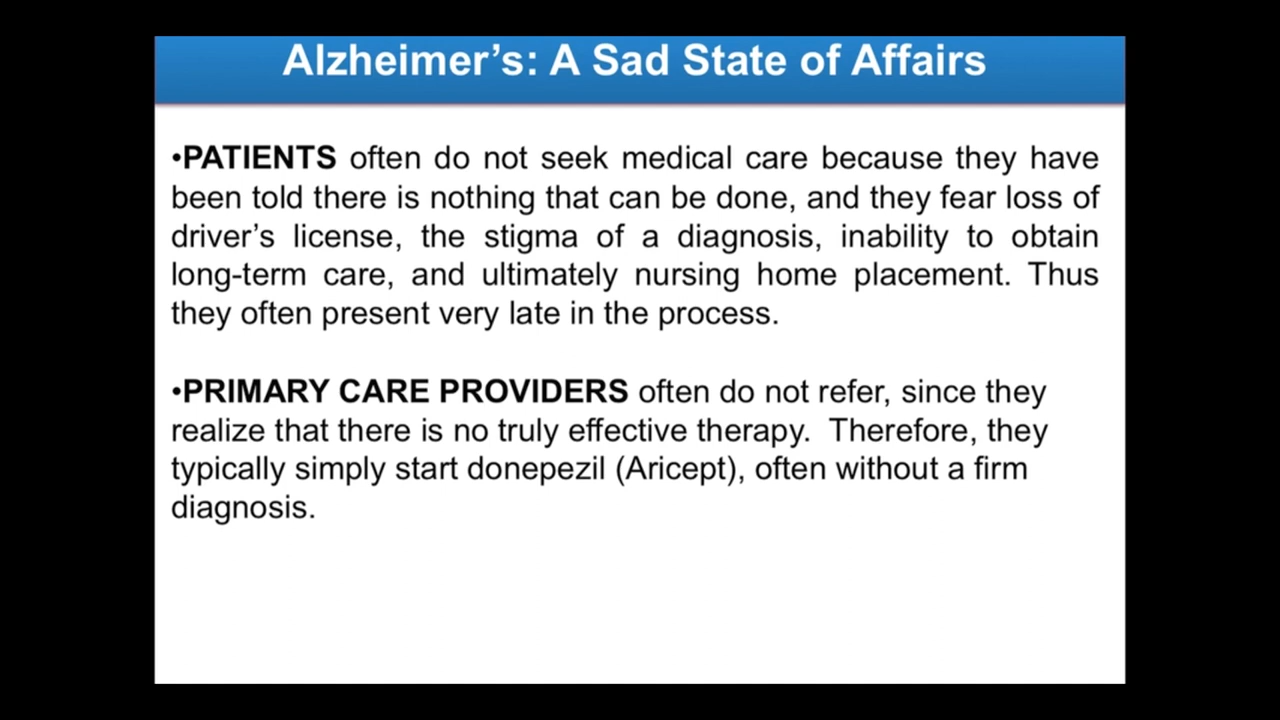 Alzheimer’s: A Sad State of Affairs
•PATIENTS often do not seek medical care because they have
been told there is nothing that can be done, and they fear loss of
driver’s license, the stigma of a diagnosis, inability to obtain
long-term care, and ultimately nursing home placement. Thus
they often present very late in the process.
•PRIMARY CARE PROVIDERS often do not refer, since they
realize that there is no truly effective therapy.  Therefore, they
typically simply start donepezil (Aricept), often without a firm
diagnosis.